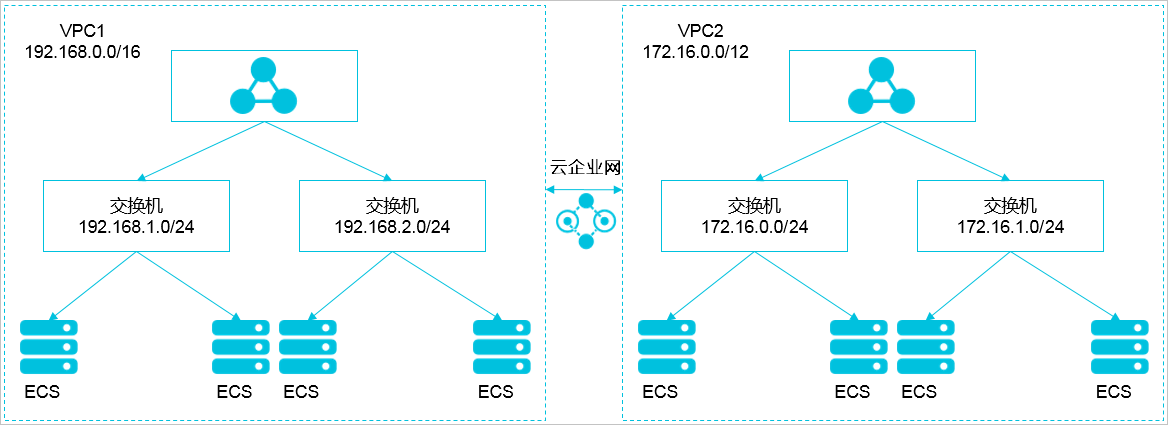 VPC1
192.168.0.0/16
交换机
192.168.1.0/24
交换机
192.168.2.0/24
ECS
ECS
ECS
ECS
云企业网
VPC2
172.16.0.0/12
交换机
172.16.0.0/24
交换机
172.16.1.0/24
ECS
ECS
ECS
ECS